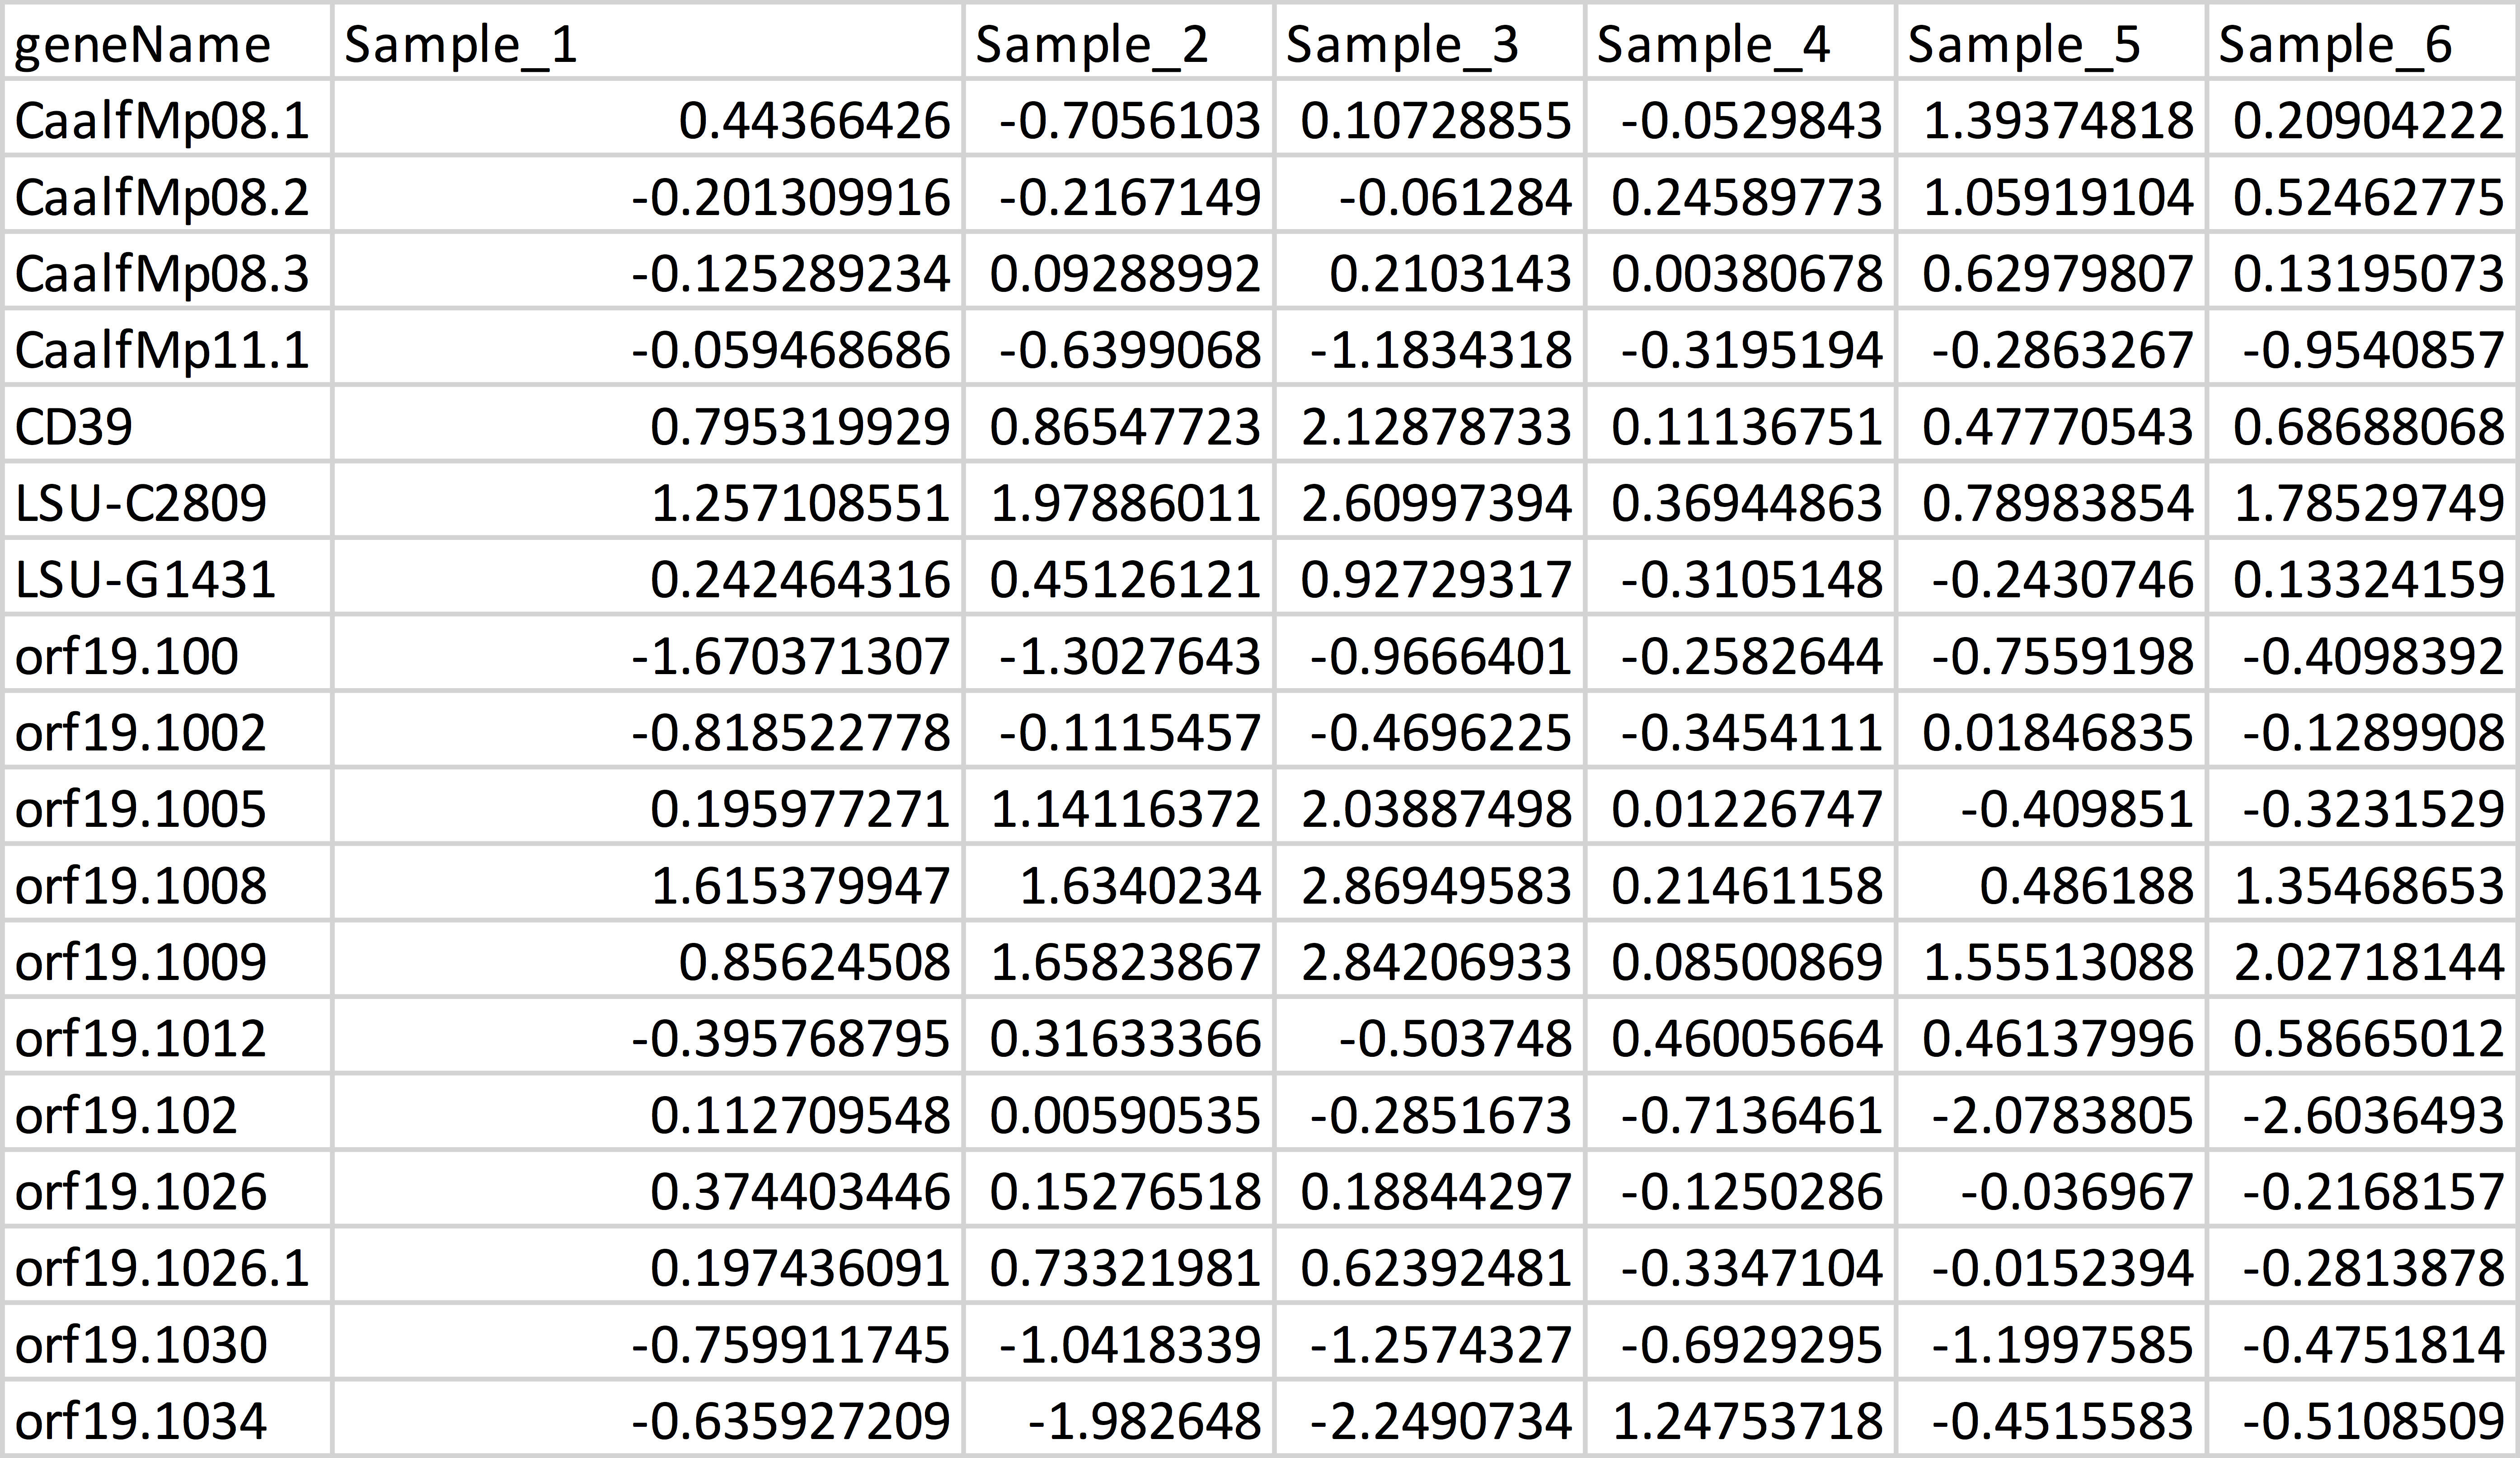 geneName Sample_1 Sample_2 Sample_3 Sample_4 Sample_5 Sample_6
CaalfMp08.1 0.44366426 -0.7056103 0.10728855 -0.0529843 1.39374818 0.20904222
CaalfMp08.2 -0.201309916 -0.2167149 -0.061284 0.24589773 1.05919104 0.52462775
CaalfMp08.3 -0.125289234 0.09288992 0.2103143 0.00380678 0.62979807 0.13195073
CaalfMp11.1 -0.059468686 -0.6399068 -1.1834318 -0.3195194 -0.2863267 -0.9540857
CD39 0.795319929 0.86547723 2.12878733 0.11136751 0.47770543 0.68688068
LSU-C2809 1.257108551 1.97886011 2.60997394 0.36944863 0.78983854 1.78529749
LSU-G1431 0.242464316 0.45126121 0.92729317 -0.3105148 -0.2430746 0.13324159
orf19.100 -1.670371307 -1.3027643 -0.9666401 -0.2582644 -0.7559198 -0.4098392
orf19.1002 -0.818522778 -0.1115457 -0.4696225 -0.3454111 0.01846835 -0.1289908
orf19.1005 0.195977271 1.14116372 2.03887498 0.01226747 -0.409851 -0.3231529
orf19.1008 1.615379947 1.6340234 2.86949583 0.21461158 0.486188 1.35468653
orf19.1009 0.85624508 1.65823867 2.84206933 0.08500869 1.55513088 2.02718144
orf19.1012 -0.395768795 0.31633366 -0.503748 0.46005664 0.46137996 0.58665012
orf19.102 0.112709548 0.00590535 -0.2851673 -0.7136461 -2.0783805 -2.6036493
orf19.1026 0.374403446 0.15276518 0.18844297 -0.1250286 -0.036967 -0.2168157
orf19.1026.1 0.197436091 0.73321981 0.62392481 -0.3347104 -0.0152394 -0.2813878
orf19.1030 -0.759911745 -1.0418339 -1.2574327 -0.6929295 -1.1997585 -0.4751814
orf19.1034 -0.635927209 -1.982648 -2.2490734 1.24753718 -0.4515583 -0.5108509